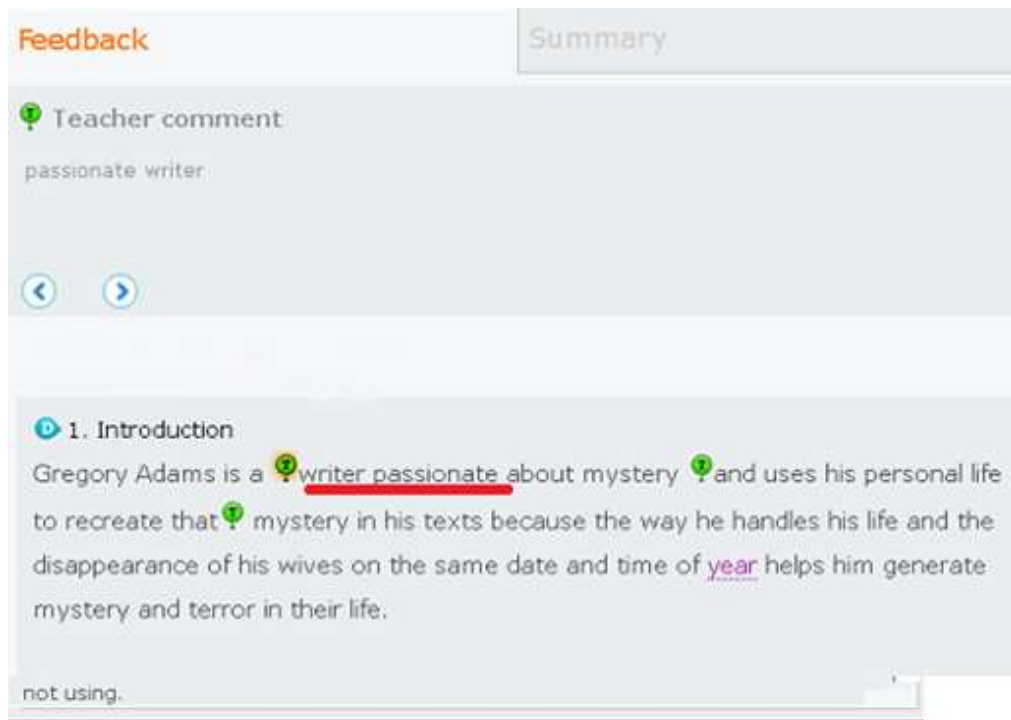 Feedback
Summary
Teacher comment
passionate writer
D 1. Introduction
Gregory Adams is a writer passionate about mystery and uses his personal life
to recreate that mystery in his texts because the way he handles his life and the
disappearance of his wives on the same date and time of year helps him generate
mystery and terror in their life.
not using.